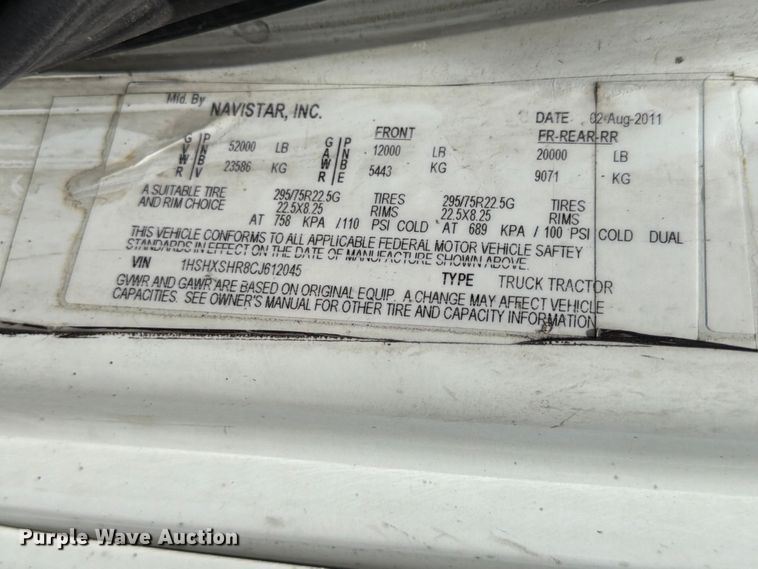 Mfd. By NAVISTAR, INC. DATE 02-Aug-2011
FRONT FR-REAR-RR
G P 52000 LB G P 12000 LB 20000 LB
V N A N
W B 23586 KG W B 5443 KG 9071 KG
R V R E
A SUITABLE TIRE 295/75R22.5G TIRES 295/75R22.5G TIRES
AND RIM CHOICE 22.5X8.25 RIMS 22.5X8.25 RIMS
AT 758 KPA /110 PSI COLD AT 689 KPA / 100 PSI COLD DUAL
THIS VEHICLE CONFORMS TO ALL APPLICABLE FEDERAL MOTOR VEHICLE SAFTEY
STANDARDS IN EFFECT ON THE DATE OF MANUFACTURE SHOWN ABOVE.
VIN 1HSHXSHR8CJ612045 TYPE TRUCK TRACTOR
GVWR AND GAWR ARE BASED ON ORIGINAL EQUIP. A CHANGE MAY AFFECT VEHICLE
CAPACITIES. SEE OWNER'S MANUAL FOR OTHER TIRE AND CAPACITY INFORMATION
Purple Wave Auction